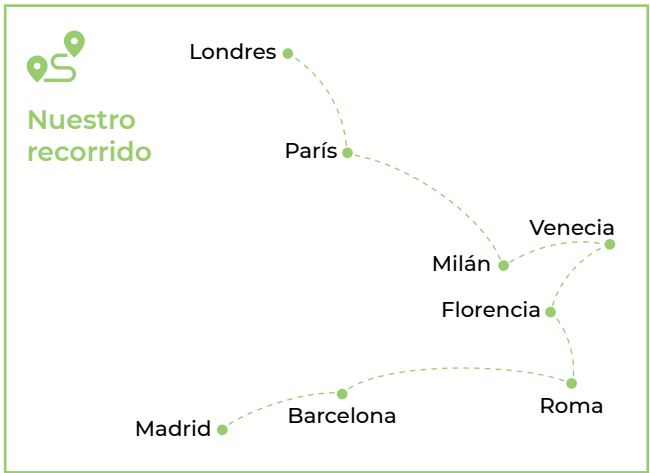 Nuestro
recorrido
Londres
París
Venecia
Milán
Florencia
Roma
Barcelona
Madrid